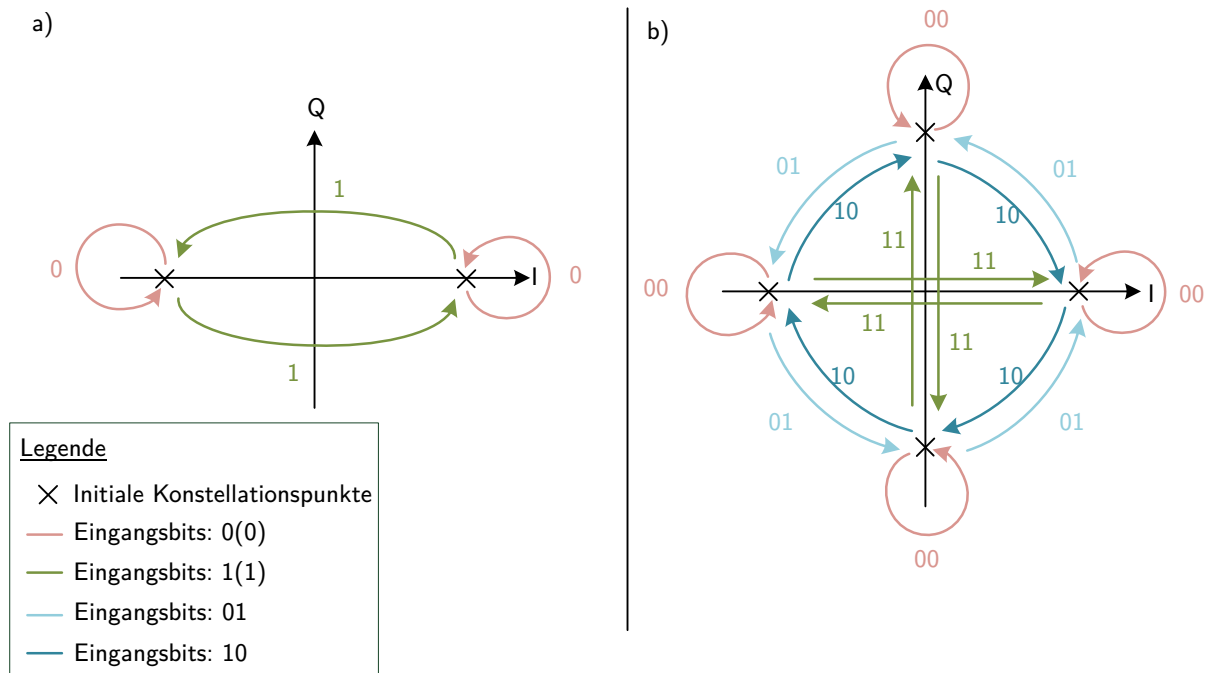 a)
Q
1
0
I
0
1
b)
00
Q
01
01
10
10
11
11
00
I
00
11
11
10
10
01
01
00
Legende
Initiale Konstellationspunkte
Eingangsbits: 0(0)
Eingangsbits: 1(1)
Eingangsbits: 01
Eingangsbits: 10